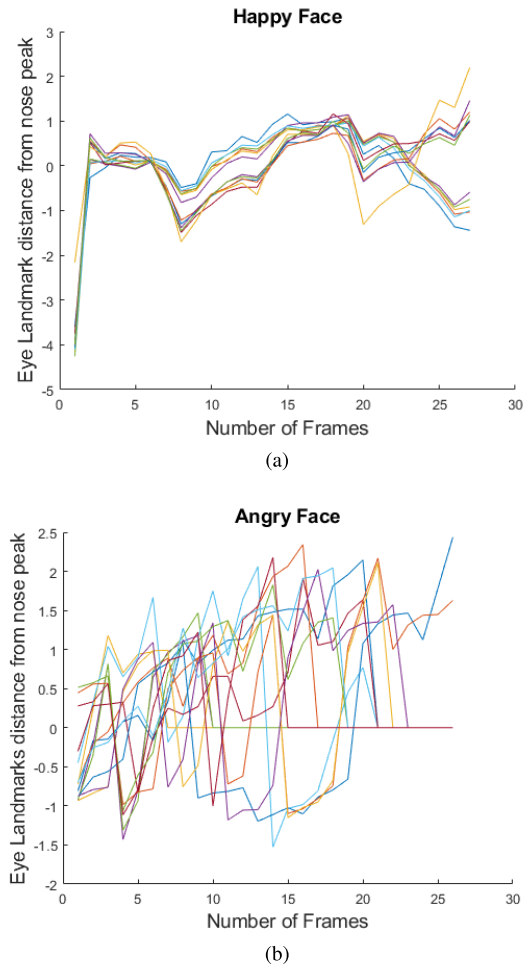 Happy Face
3
2
1
0
-1
-2
-3
-4
-5
Eye Landmark distance from nose peak
0 5 10 15 20 25 30
Number of Frames
(a)
Angry Face
2.5
2
1.5
1
0.5
0
-0.5
-1
-1.5
-2
Eye Landmarks distance from nose peak
0 5 10 15 20 25 30
Number of Frames
(b)